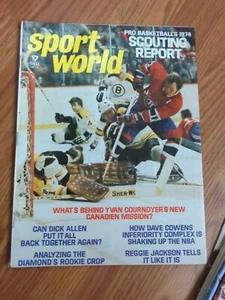 PRO BASKETBALL'S 1974
SCOUTING
REPORT
sport
world
SHER-WO
WHAT'S BEHIND YVAN COURNOYER'S NEW
CANADIEN MISSION?
CAN DICK ALLEN
PUT IT ALL
BACK TOGETHER AGAIN?
ANALYZING THE
DIAMOND'S ROOKIE CROP
HOW DAVE COWENS
INFERIORITY COMPLEX IS
SHAKING UP THE NBA
REGGIE JACKSON TELLS
IT LIKE IT IS